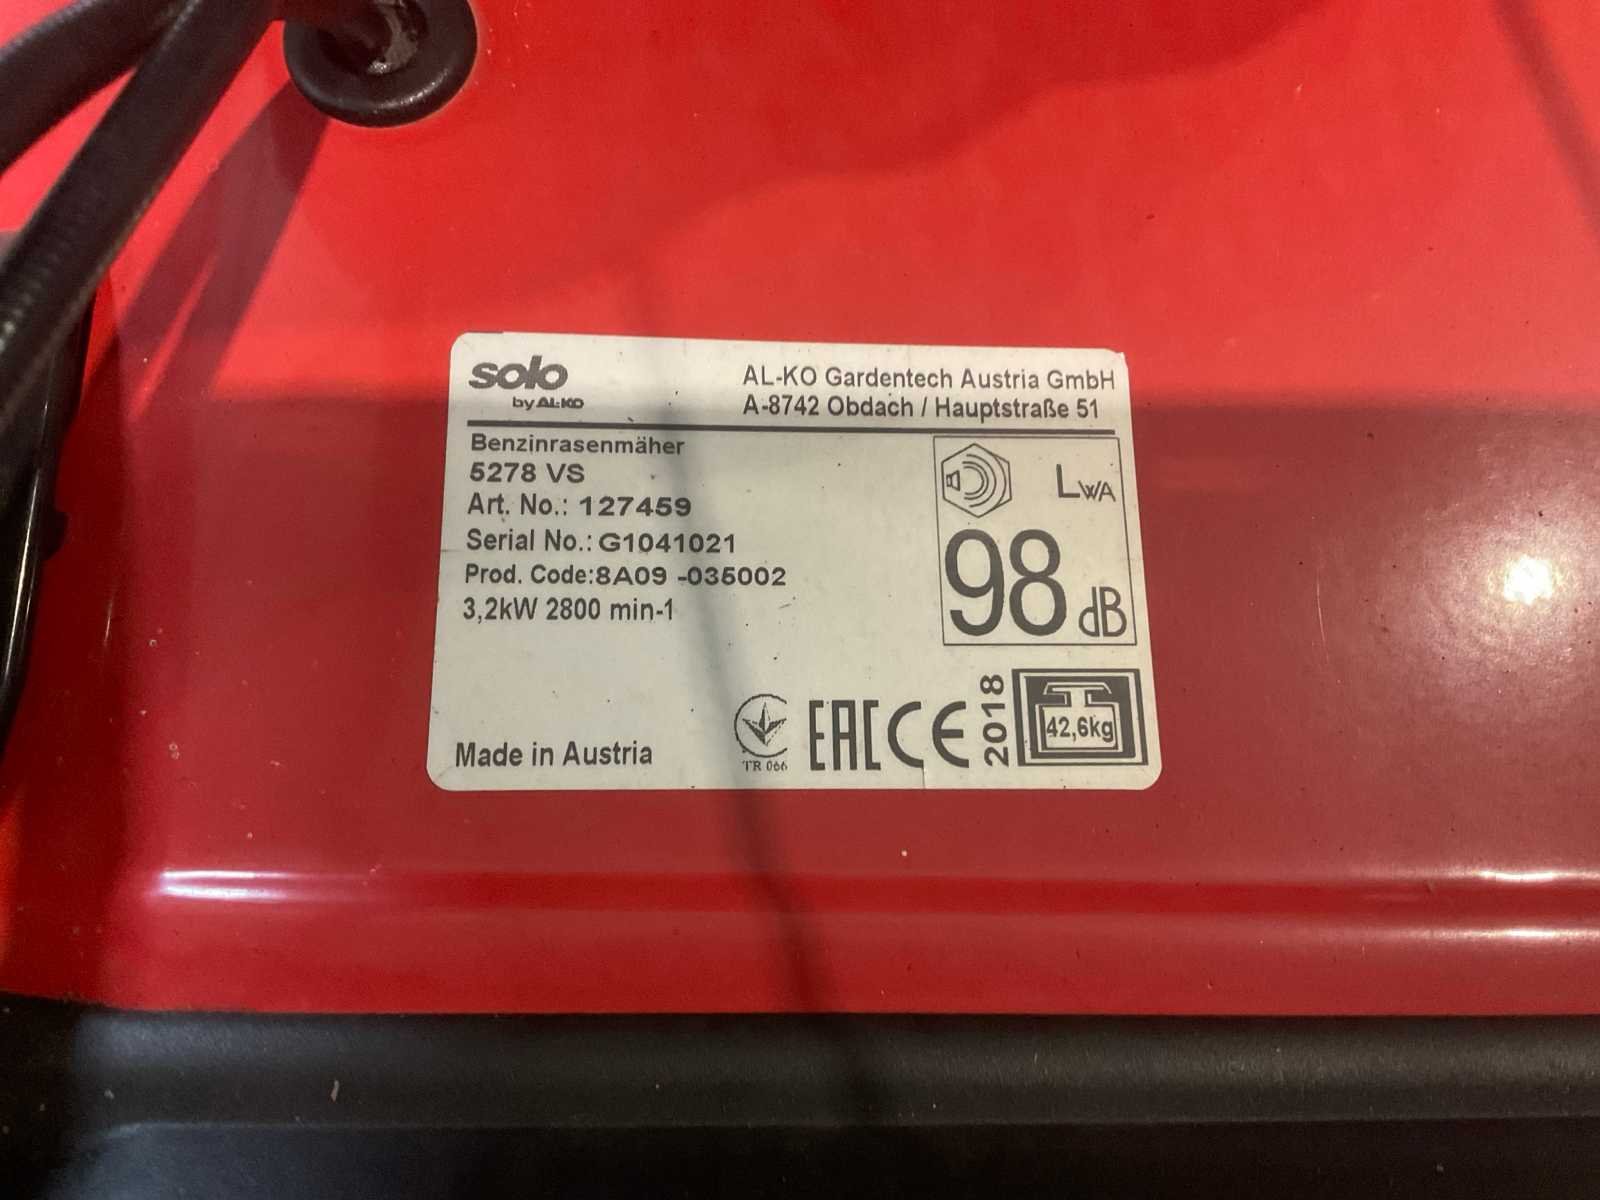 solo
by AL-KO
AL-KO Gardentech Austria GmbH
A-8742 Obdach / Hauptstraße 51
Benzinrasenmäher
5278 VS
Art. No.: 127459
Serial No.: G1041021
Prod. Code:8A09 -035002
3,2kW 2800 min-1
LWA
98 dB
Made in Austria
TR 066
EAC CE
2018
42,6kg